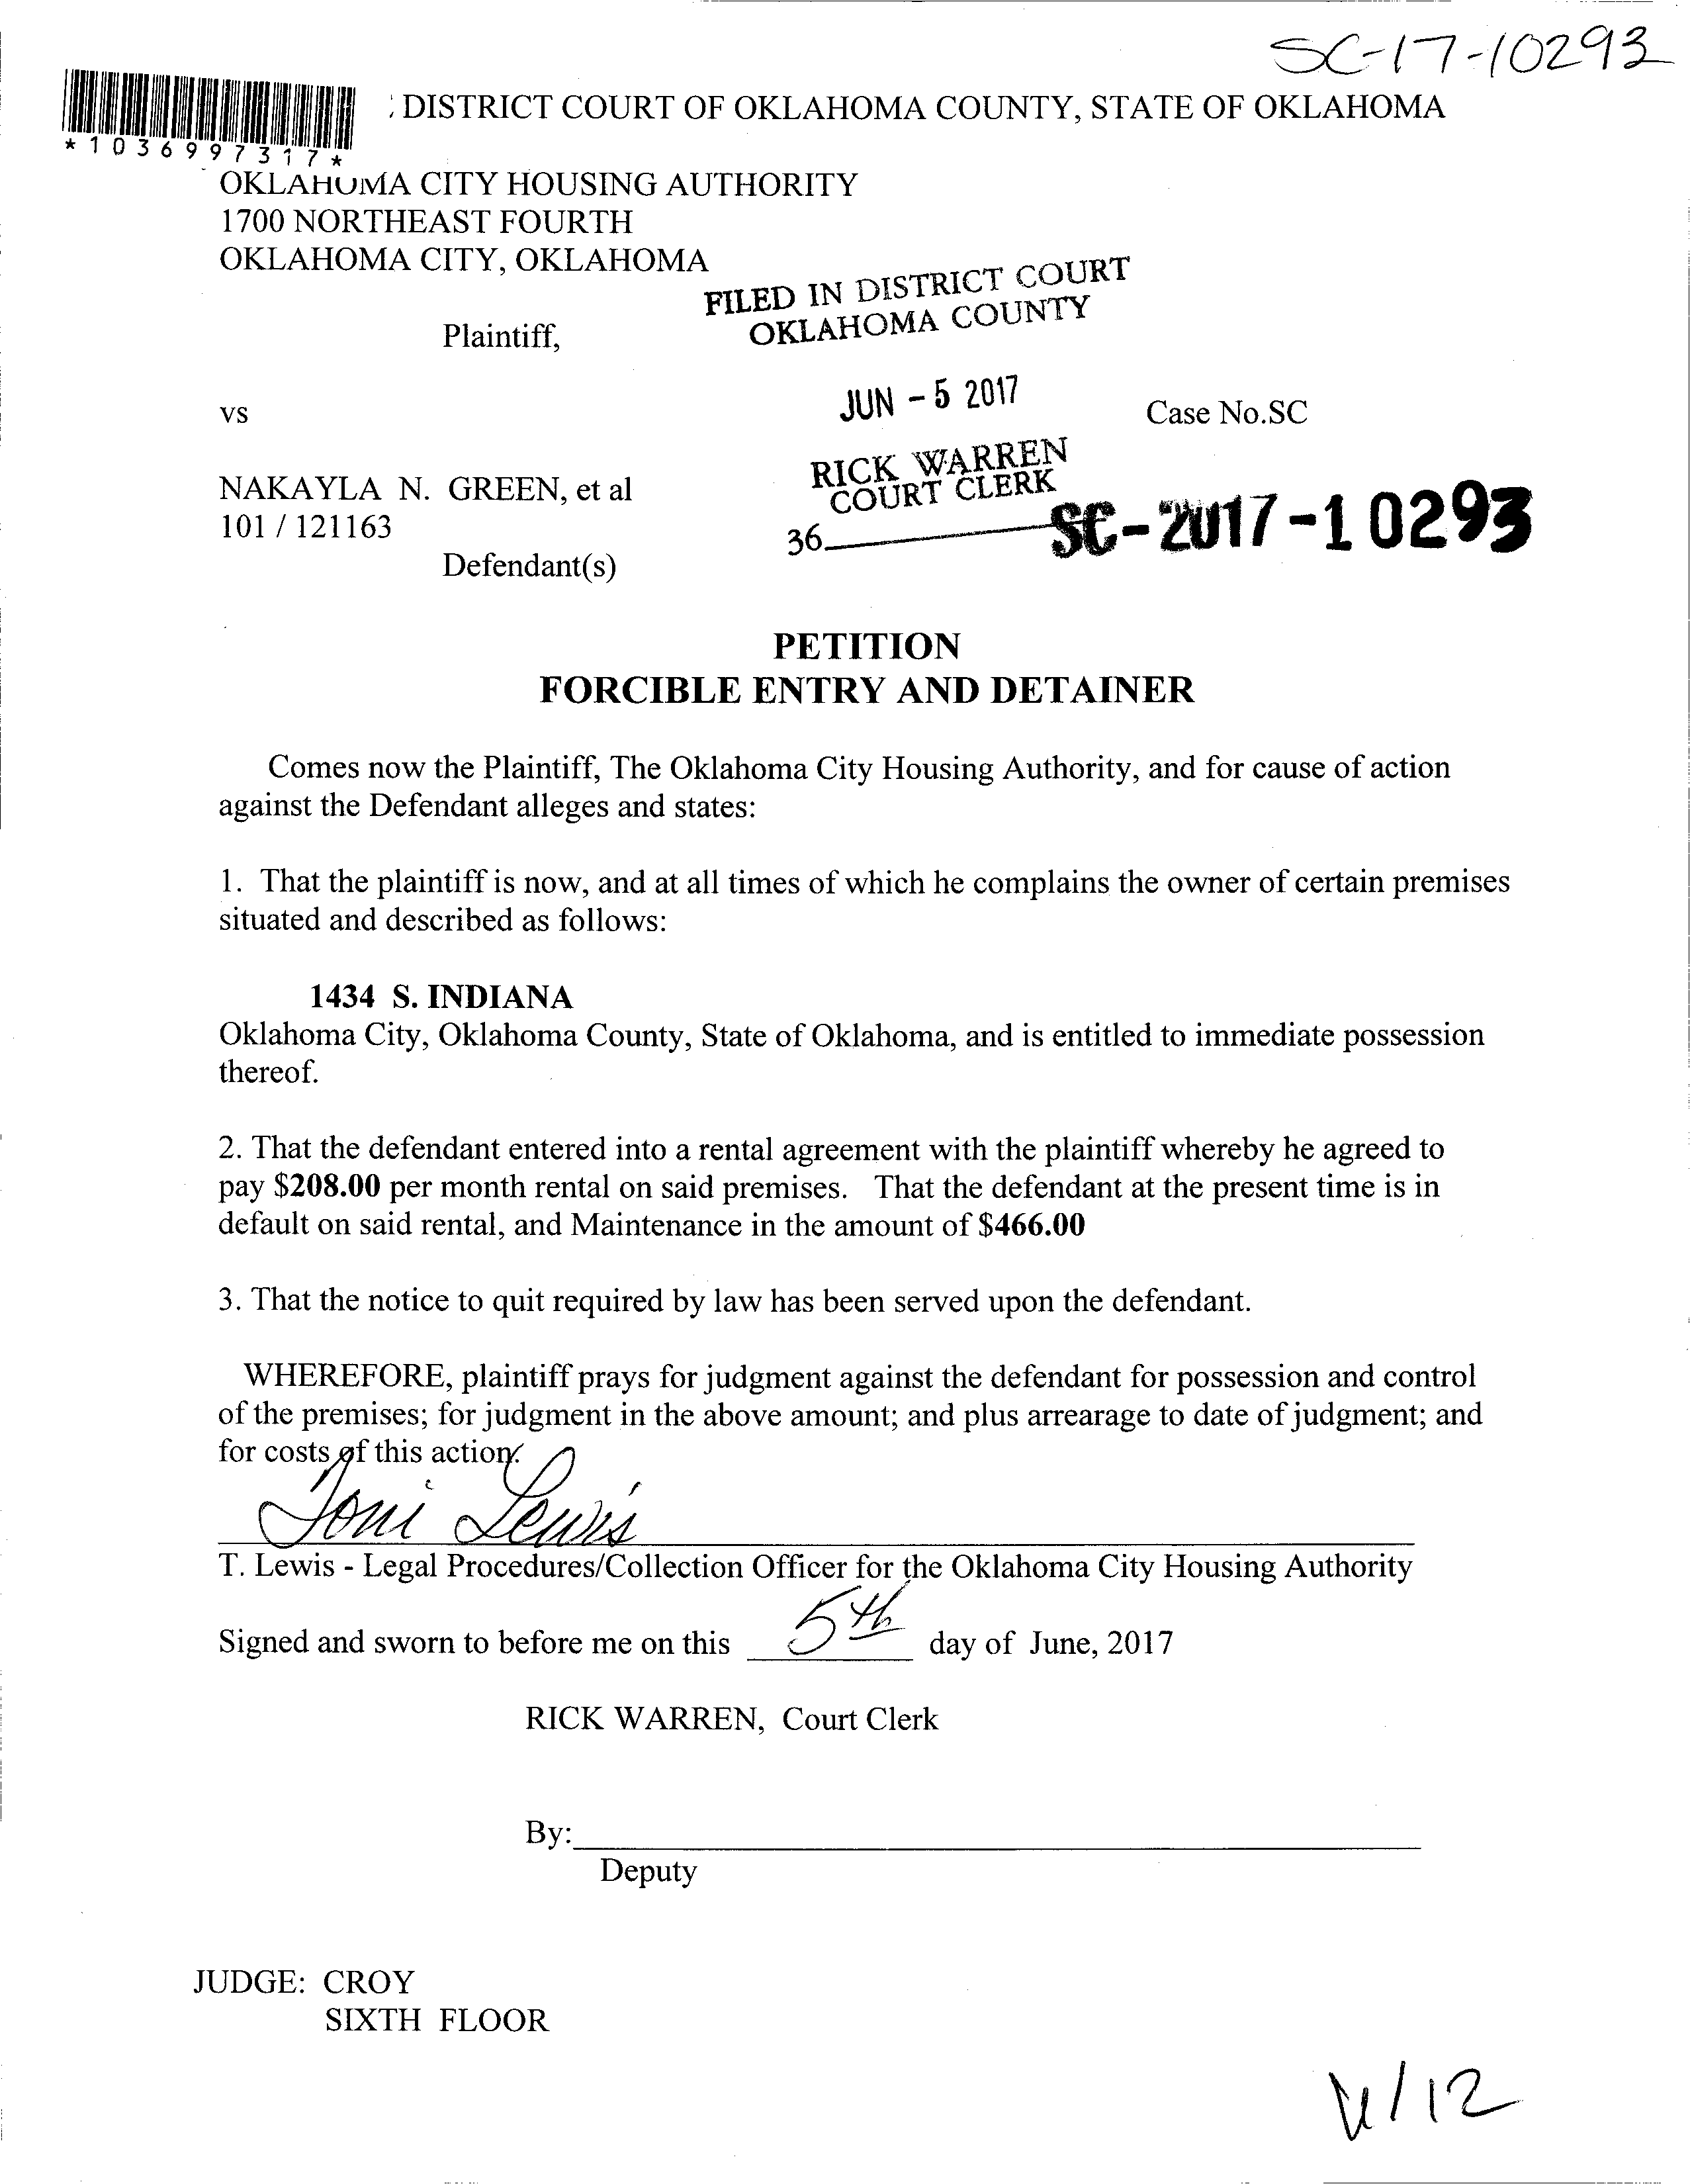 SC-17-10293
DISTRICT COURT OF OKLAHOMA COUNTY, STATE OF OKLAHOMA
*1036997317*
OKLAHOMA CITY HOUSING AUTHORITY
1700 NORTHEAST FOURTH
OKLAHOMA CITY, OKLAHOMA
FILED IN DISTRICT COURT
OKLAHOMA COUNTY
Plaintiff,
JUN - 5 2017
vs
Case No.SC
RICK WARREN
COURT CLERK
NAKAYLA N. GREEN, et al
101 / 121163
36
SC-2017-10293
Defendant(s)
PETITION
FORCIBLE ENTRY AND DETAINER
Comes now the Plaintiff, The Oklahoma City Housing Authority, and for cause of action
against the Defendant alleges and states:
1. That the plaintiff is now, and at all times of which he complains the owner of certain premises
situated and described as follows:
1434 S. INDIANA
Oklahoma City, Oklahoma County, State of Oklahoma, and is entitled to immediate possession
thereof.
2. That the defendant entered into a rental agreement with the plaintiff whereby he agreed to
pay $208.00 per month rental on said premises. That the defendant at the present time is in
default on said rental, and Maintenance in the amount of $466.00
3. That the notice to quit required by law has been served upon the defendant.
WHEREFORE, plaintiff prays for judgment against the defendant for possession and control
of the premises; for judgment in the above amount; and plus arrearage to date of judgment; and
for costs of this action.
Toni Lewis
T. Lewis - Legal Procedures/Collection Officer for the Oklahoma City Housing Authority
Signed and sworn to before me on this 5th day of June, 2017
RICK WARREN, Court Clerk
By:
Deputy
JUDGE: CROY
SIXTH FLOOR